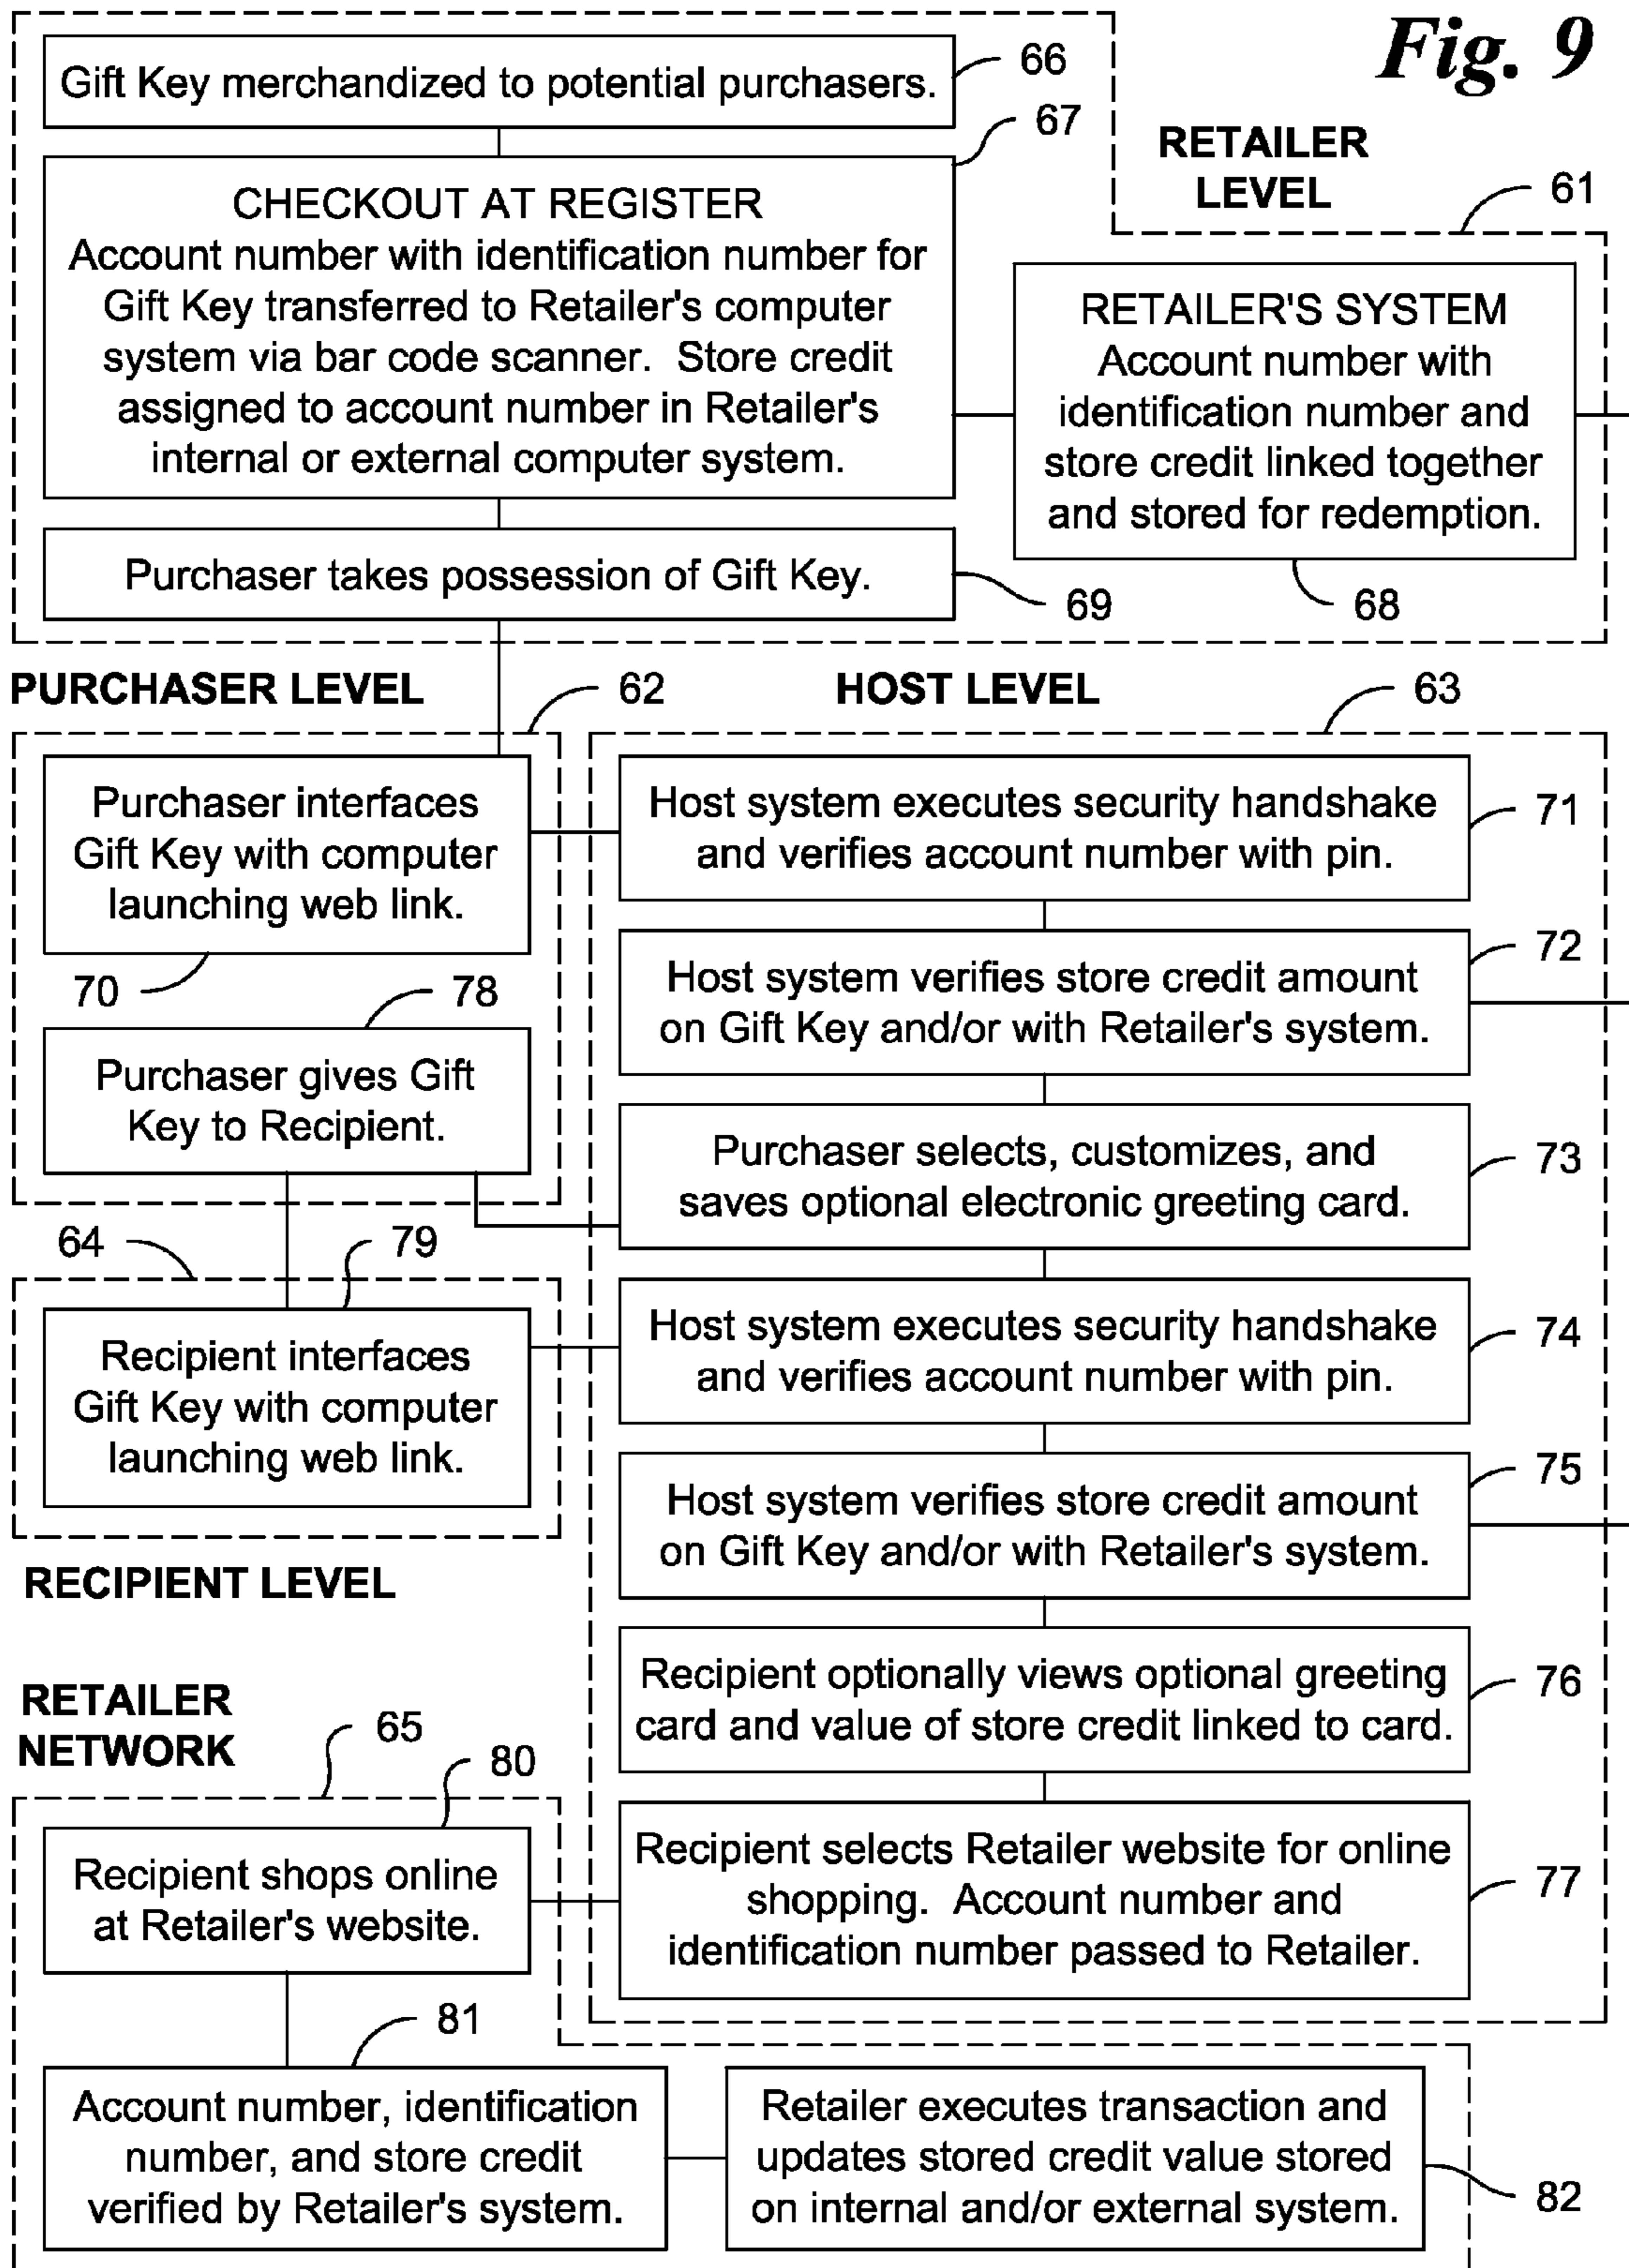 Fig. 9
Gift Key merchandized to potential purchasers.
66
67
RETAILER
LEVEL
61
CHECKOUT AT REGISTER
Account number with identification number for
Gift Key transferred to Retailer's computer
system via bar code scanner. Store credit
assigned to account number in Retailer's
internal or external computer system.
RETAILER'S SYSTEM
Account number with
identification number and
store credit linked together
and stored for redemption.
68
Purchaser takes possession of Gift Key.
69
PURCHASER LEVEL
62
HOST LEVEL
63
Purchaser interfaces
Gift Key with computer
launching web link.
70
78
Purchaser gives Gift
Key to Recipient.
Host system executes security handshake
and verifies account number with pin.
71
Host system verifies store credit amount
on Gift Key and/or with Retailer's system.
72
Purchaser selects, customizes, and
saves optional electronic greeting card.
73
64
79
Recipient interfaces
Gift Key with computer
launching web link.
RECIPIENT LEVEL
Host system executes security handshake
and verifies account number with pin.
74
Host system verifies store credit amount
on Gift Key and/or with Retailer's system.
75
Recipient optionally views optional greeting
card and value of store credit linked to card.
76
Recipient selects Retailer website for online
shopping. Account number and
identification number passed to Retailer.
77
RETAILER
NETWORK
65
80
Recipient shops online
at Retailer's website.
81
Account number, identification
number, and store credit
verified by Retailer's system.
Retailer executes transaction and
updates stored credit value stored
on internal and/or external system.
82